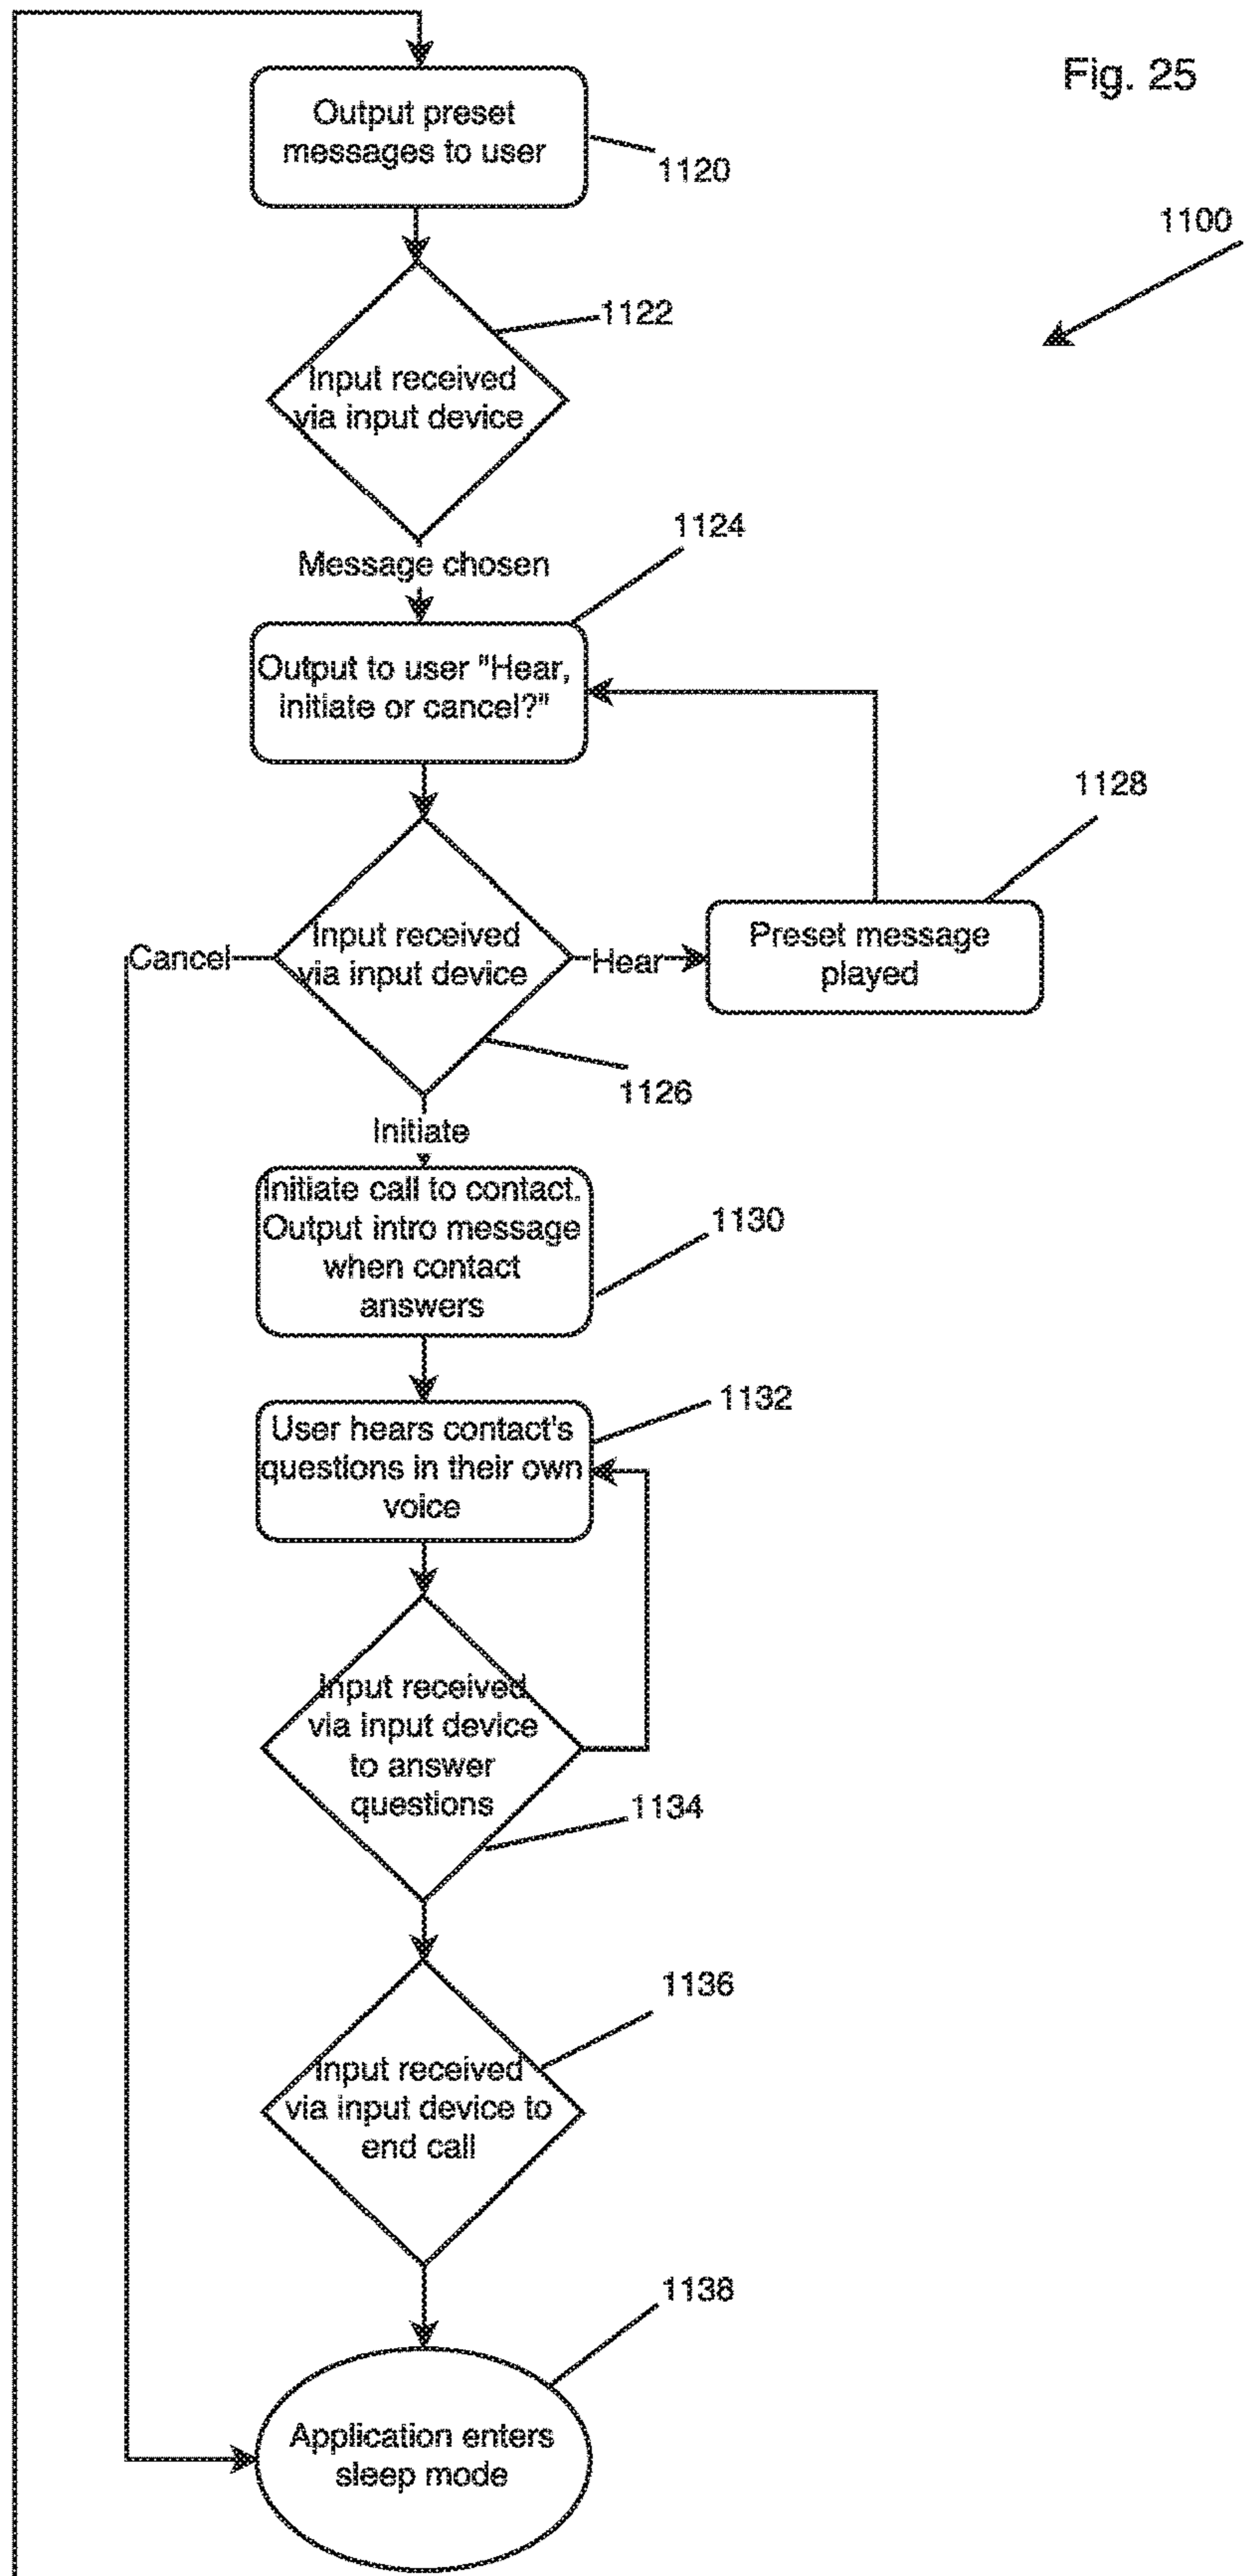 Fig. 25
Output preset
messages to user
1120
1100
1122
Input received
via input device
1124
Message chosen
Output to user "Hear,
initiate or cancel?"
1128
Cancel
Input received
via input device
Hear
Preset message
played
1126
Initiate
Initiate call to contact.
Output intro message
when contact
answers
1130
1132
User hears contact's
questions in their own
voice
Input received
via input device
to answer
questions
1134
1136
Input received
via input device to
end call
1138
Application enters
sleep mode